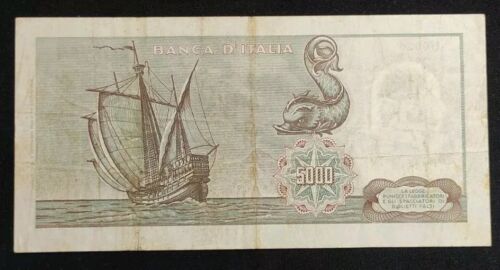 BANCA D'ITALIA
5000
LA LEGGE
PUNISCE I FABBRICATORI
E GLI SPACCIATORI DI
BIGLIETTI FALSI